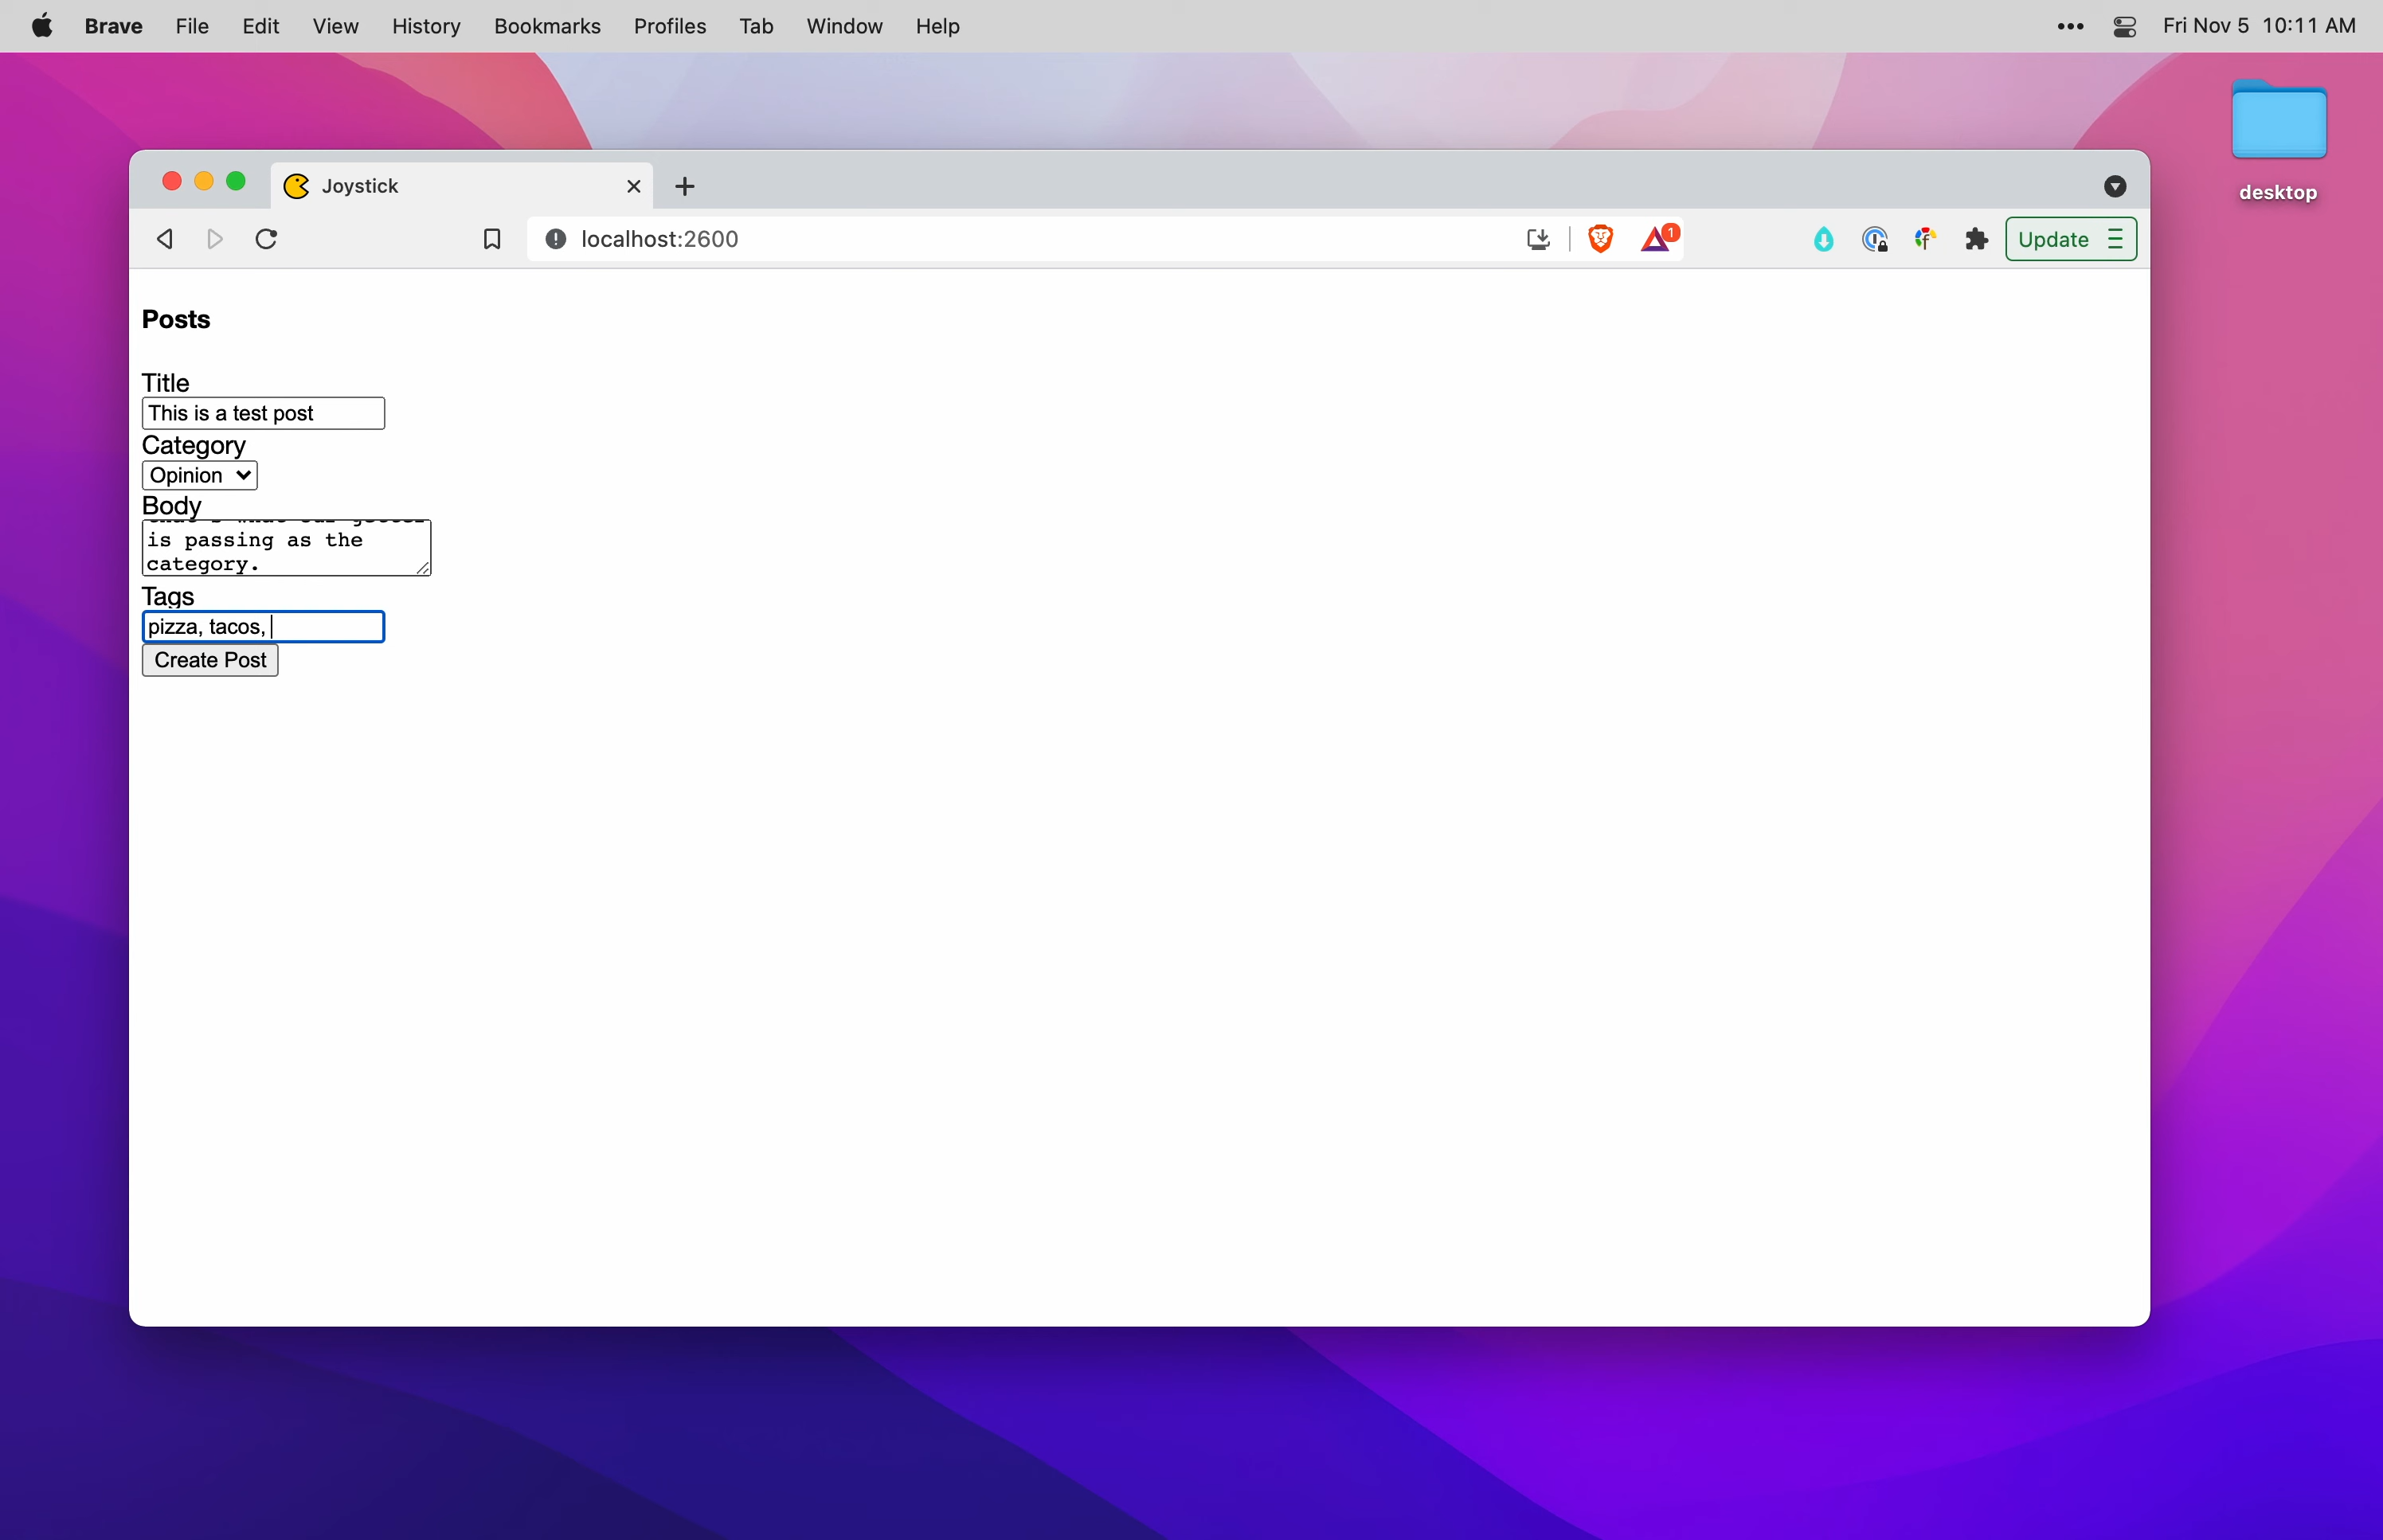 Brave File Edit View History Bookmarks Profiles Tab Window Help Fri Nov 5 10:11 AM
desktop
Joystick
localhost:2600 1 Update
Posts
Title
This is a test post
Category
Opinion
Body
is passing as the
category.
Tags
pizza, tacos,
Create Post